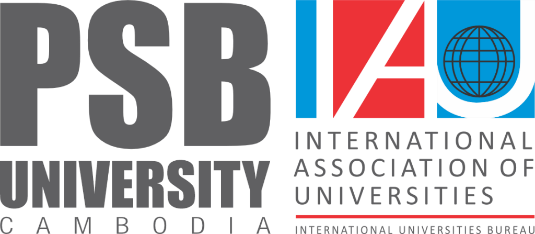 PSB
UNIVERSITY
CAMBODIA
IAU
INTERNATIONAL
ASSOCIATION OF
UNIVERSITIES
INTERNATIONAL UNIVERSITIES BUREAU